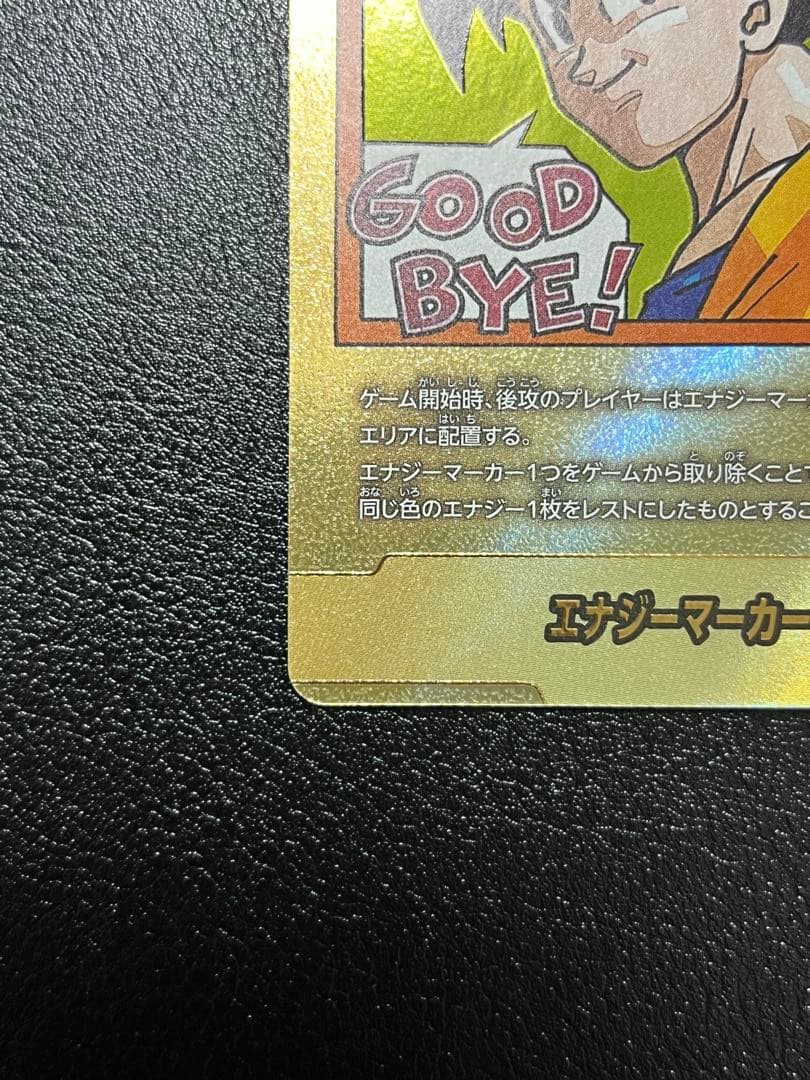 GOOD
BYE!
ゲーム開始時、後攻のプレイヤーはエナジーマー
エリアに配置する。
エナジーマーカー1つをゲームから取り除くことで
同じ色のエナジー1枚をレストにしたものとするこ
エナジーマーカー